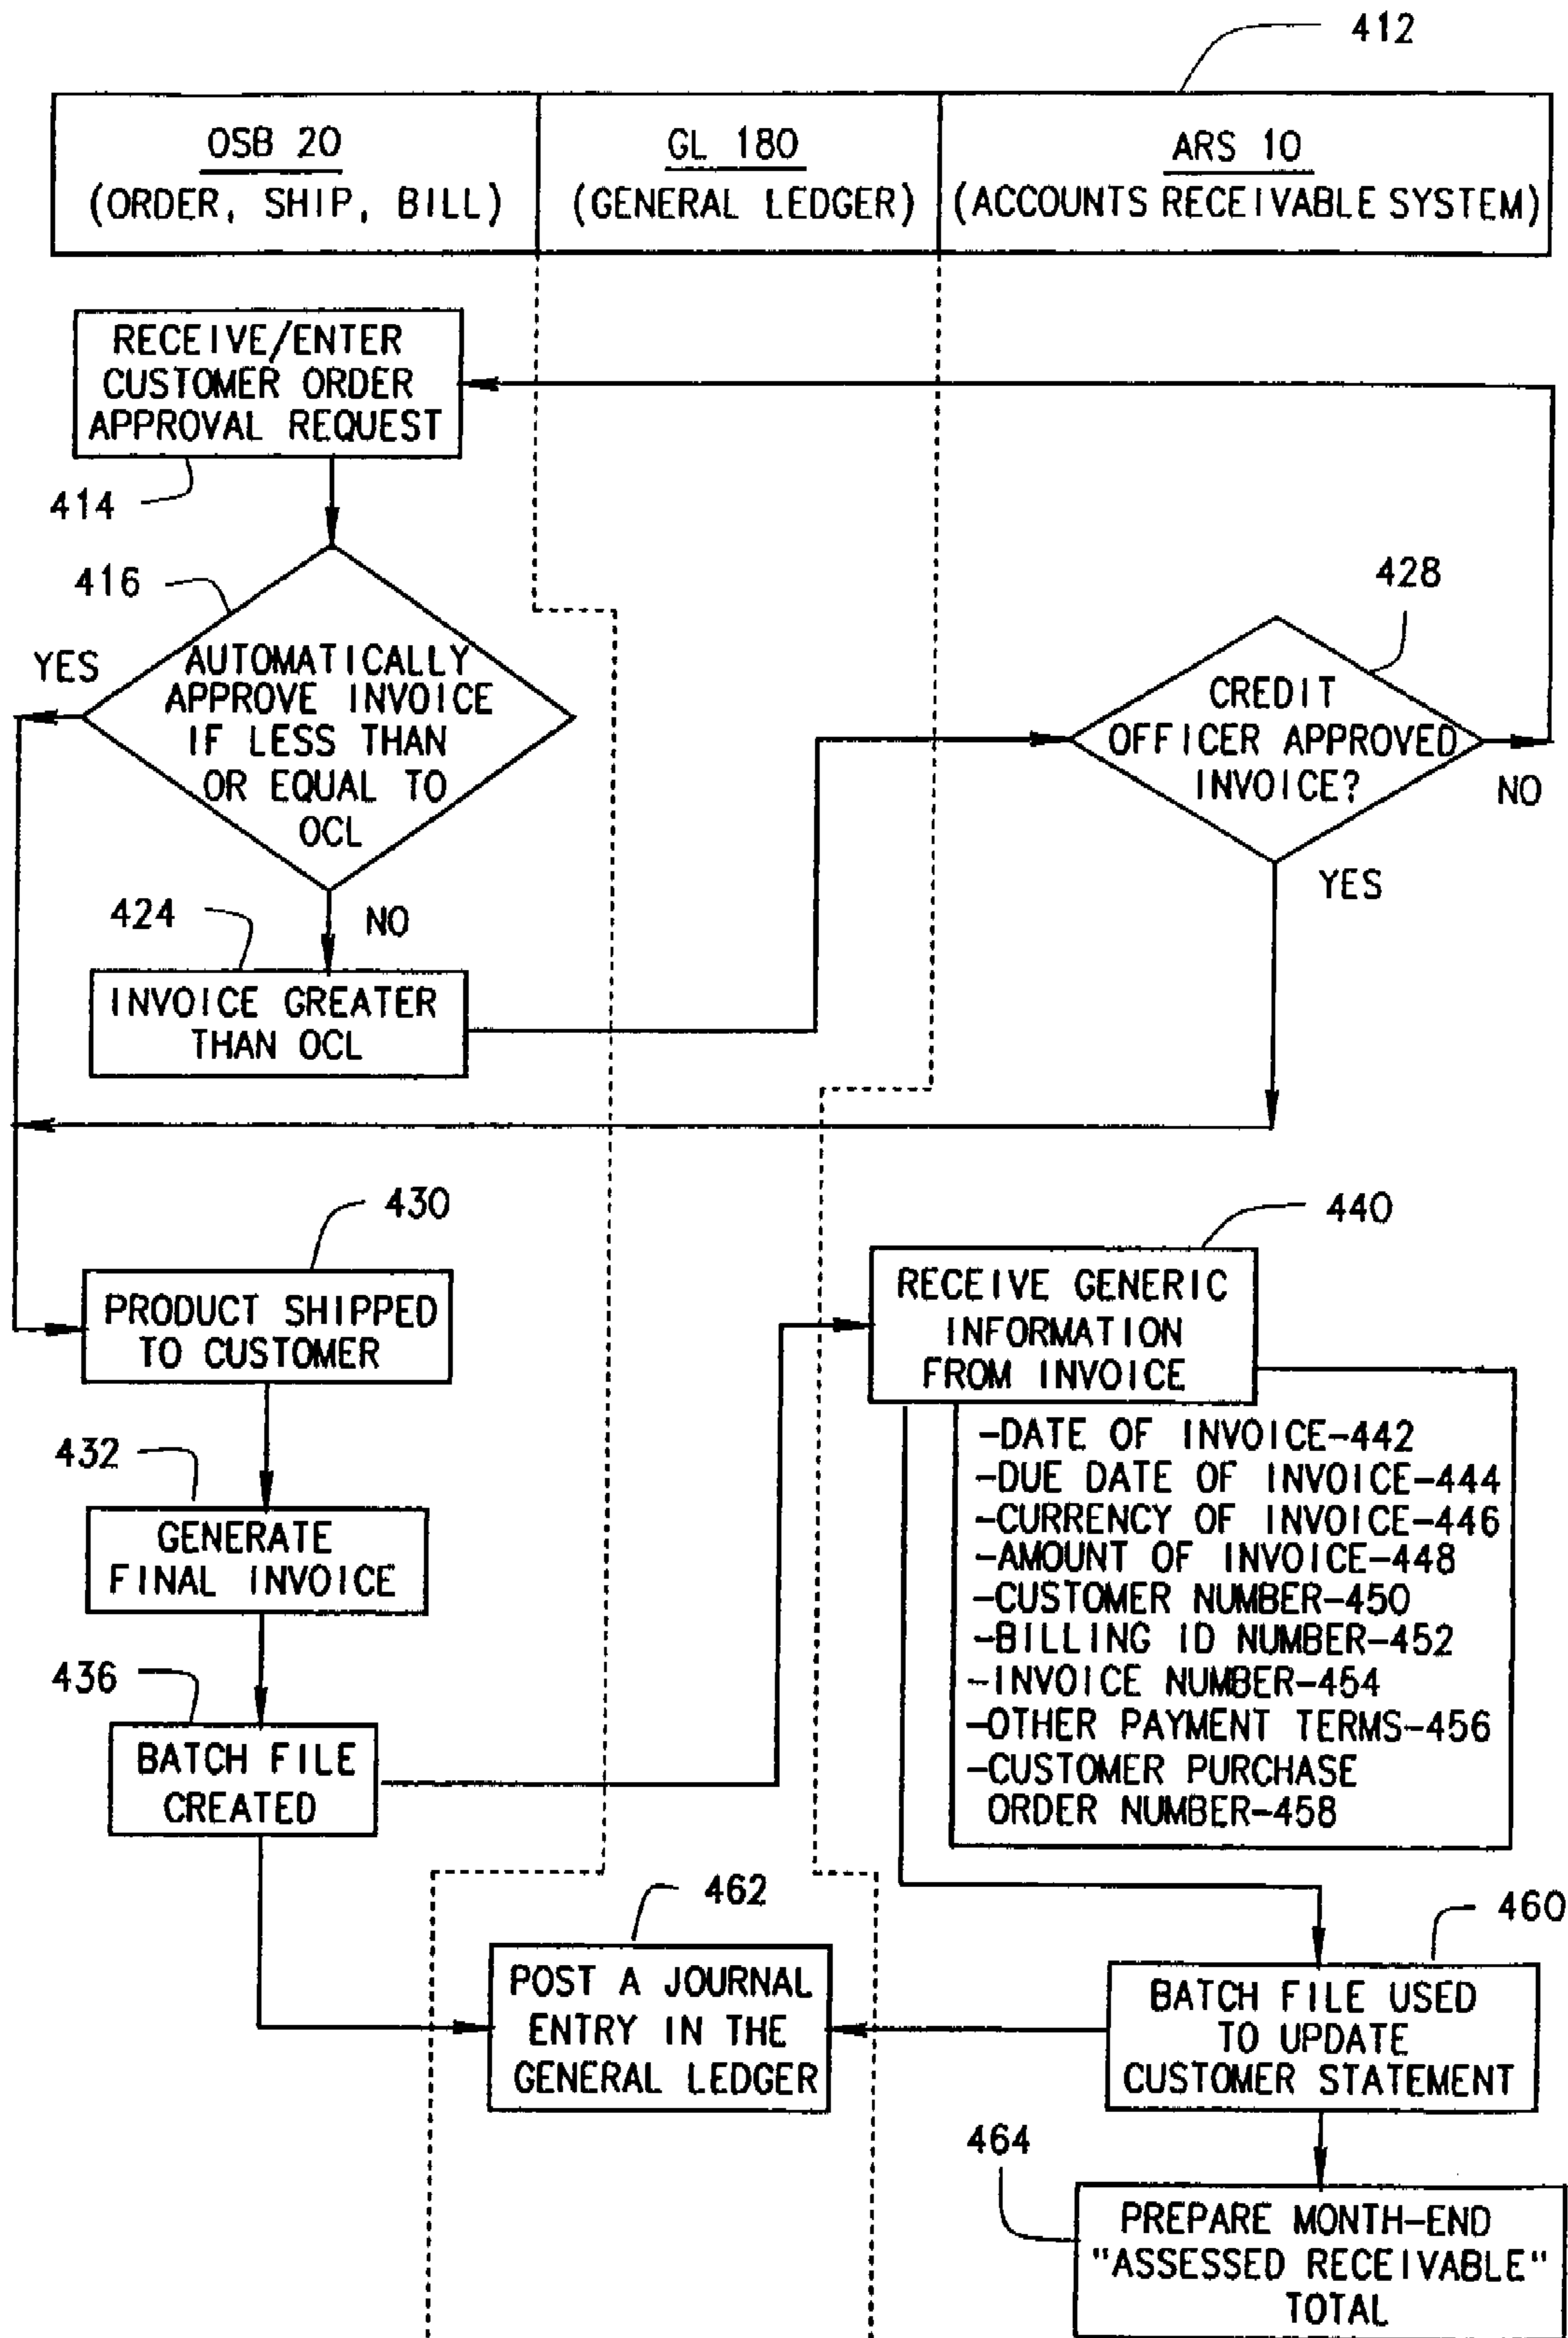 412
OSB 20
(ORDER, SHIP, BILL)
GL 180
(GENERAL LEDGER)
ARS 10
(ACCOUNTS RECEIVABLE SYSTEM)
RECEIVE/ENTER
CUSTOMER ORDER
APPROVAL REQUEST
414
416
YES
AUTOMATICALLY
APPROVE INVOICE
IF LESS THAN
OR EQUAL TO
OCL
NO
424
INVOICE GREATER
THAN OCL
428
CREDIT
OFFICER APPROVED
INVOICE?
NO
YES
430
PRODUCT SHIPPED
TO CUSTOMER
432
GENERATE
FINAL INVOICE
436
BATCH FILE
CREATED
440
RECEIVE GENERIC
INFORMATION
FROM INVOICE
-DATE OF INVOICE-442
-DUE DATE OF INVOICE-444
-CURRENCY OF INVOICE-446
-AMOUNT OF INVOICE-448
-CUSTOMER NUMBER-450
-BILLING ID NUMBER-452
-INVOICE NUMBER-454
-OTHER PAYMENT TERMS-456
-CUSTOMER PURCHASE
ORDER NUMBER-458
462
POST A JOURNAL
ENTRY IN THE
GENERAL LEDGER
460
BATCH FILE USED
TO UPDATE
CUSTOMER STATEMENT
464
PREPARE MONTH-END
"ASSESSED RECEIVABLE"
TOTAL